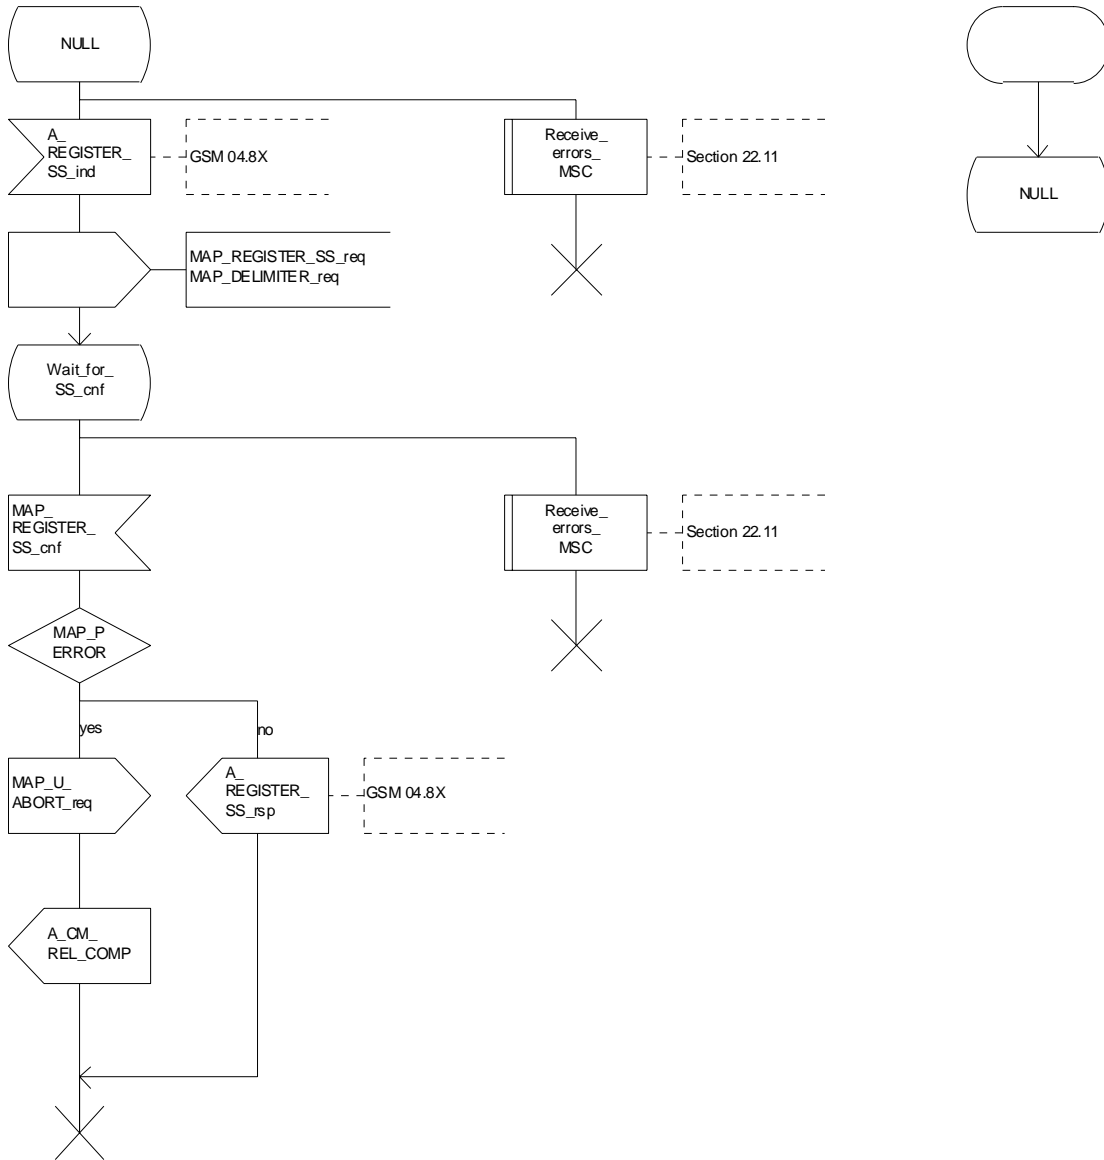 NULL
A_
REGISTER_
SS_ind
GSM 04.8X
Receive_
errors_
MSC
Section 22.11
NULL
MAP_REGISTER_SS_req
MAP_DELIMITER_req
Wait_for_
SS_cnf
MAP_
REGISTER_
SS_cnf
Receive_
errors_
MSC
Section 22.11
MAP_P
ERROR
yes
no
MAP_U_
ABORT_req
A_
REGISTER_
SS_rsp
GSM 04.8X
A_CM_
REL_COMP